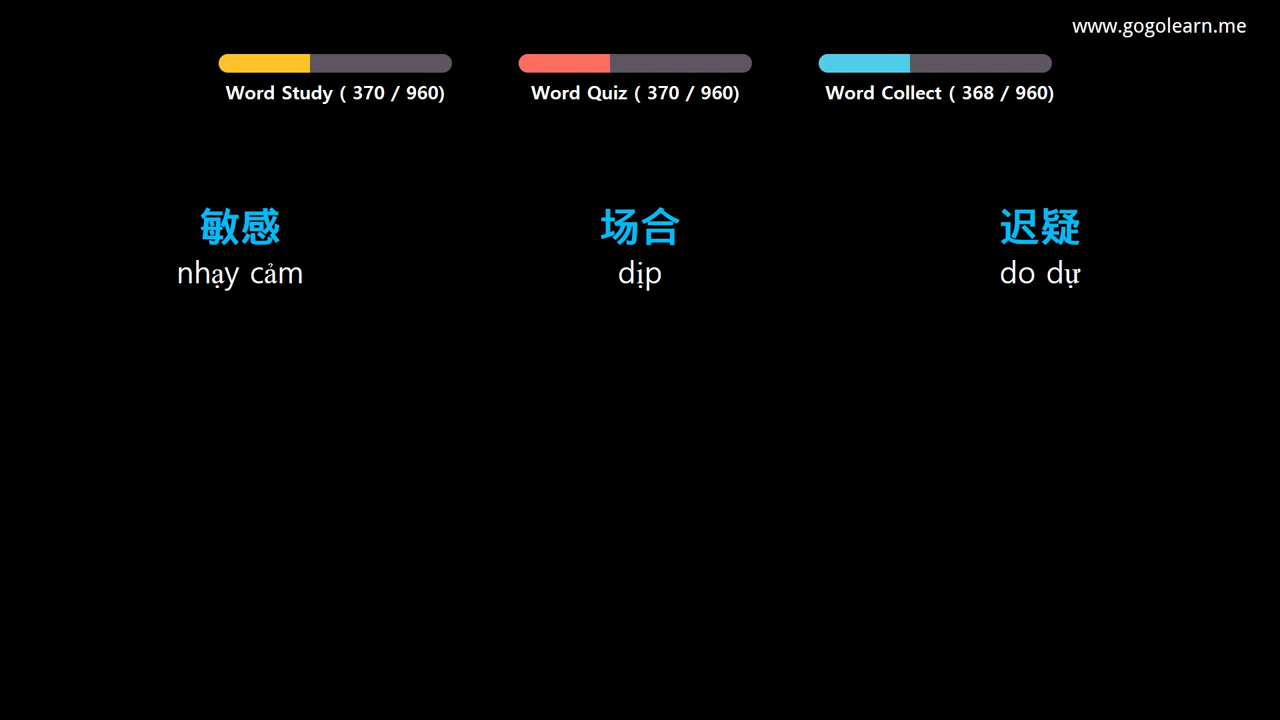 www.gogolearn.me
Word Study ( 370 / 960)
Word Quiz ( 370 / 960)
Word Collect ( 368 / 960)
敏感
nhạy cảm
场合
dịp
迟疑
do dự